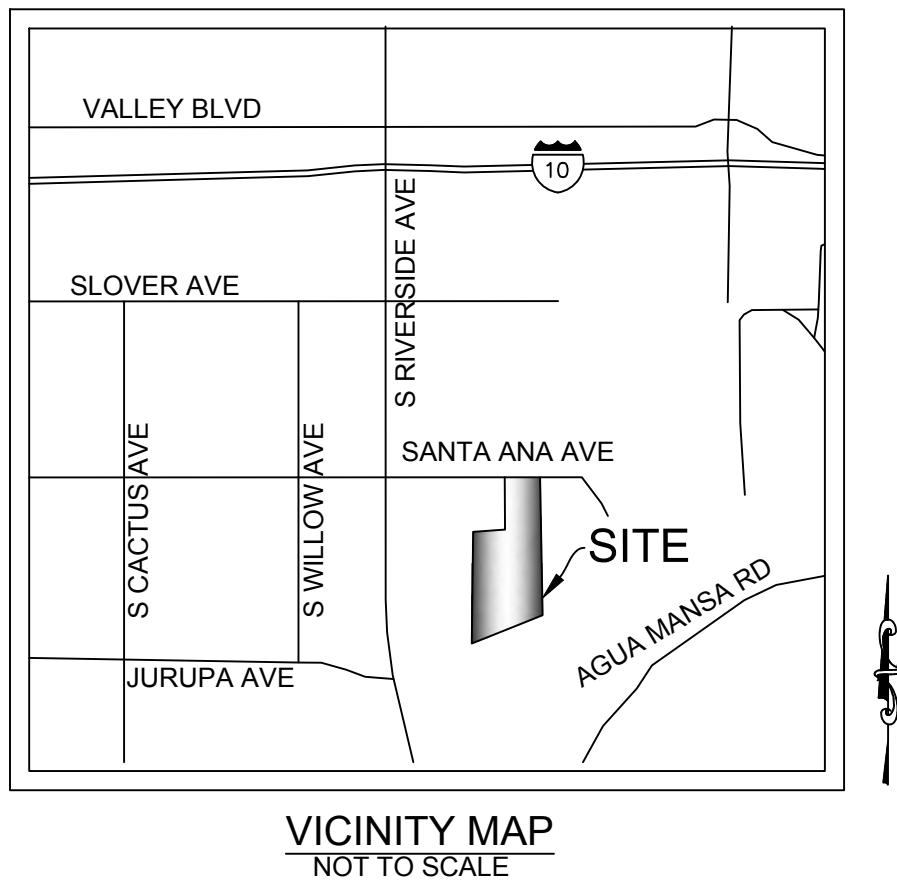 VALLEY BLVD
10
S RIVERSIDE AVE
SLOVER AVE
S CACTUS AVE
S WILLOW AVE
SANTA ANA AVE
SITE
AGUA MANSA RD
JURUPA AVE
VICINITY MAP
NOT TO SCALE